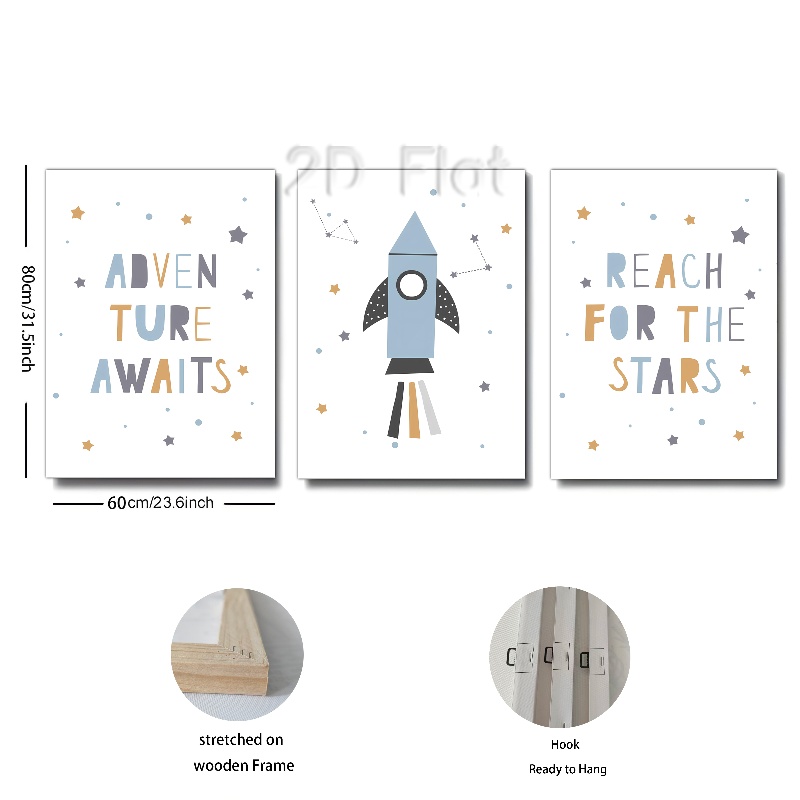 2D Flat
80cm/31.5inch
ADVEN
TURE
AWAITS
REACH
FOR THE
STARS
60cm/23.6inch
stretched on
wooden Frame
Hook
Ready to Hang